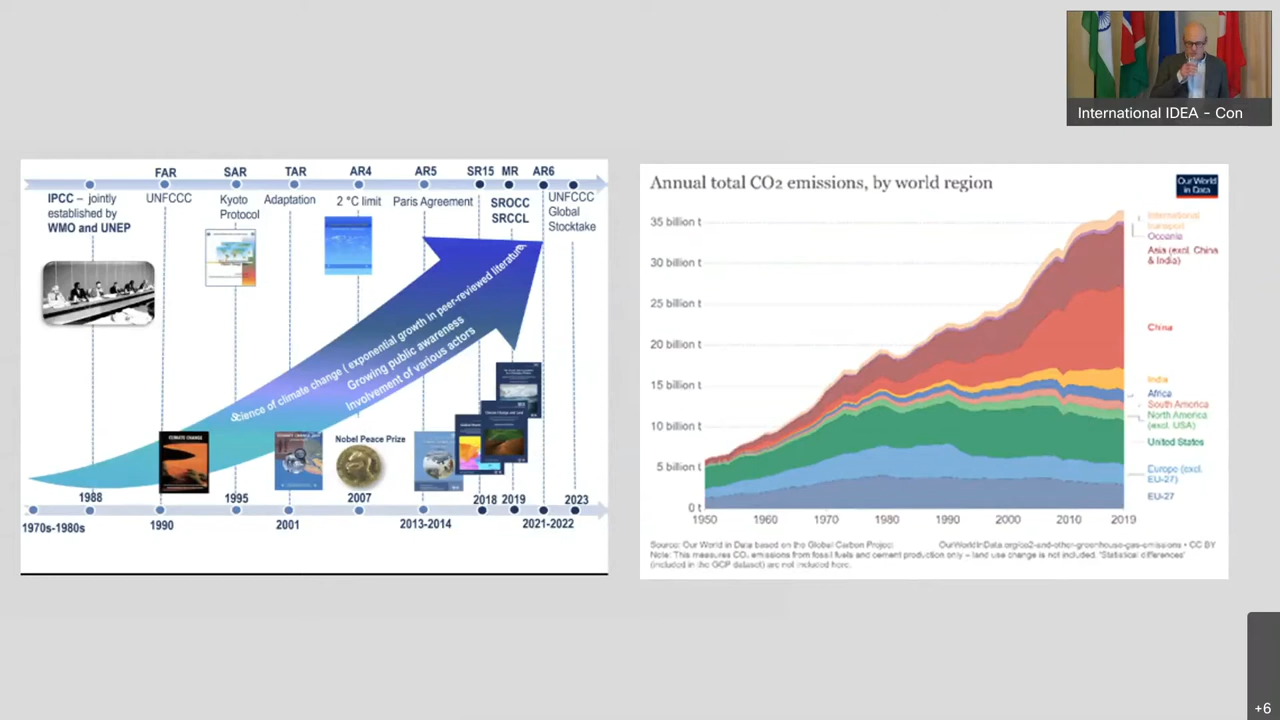 International IDEA - Con
FAR
SAR
TAR
AR4
AR5
SR15
MR
AR6
IPCC – jointly
established by
WMO and UNEP
UNFCCC
Kyoto
Protocol
Adaptation
2 °C limit
Paris Agreement
SROCC
SRCCL
UNFCCC
Global
Stocktake
Science of climate change / exponential growth in peer-reviewed literature,
Growing public awareness
Involvement of various actors
CLIMATE CHANGE
Nobel Peace Prize
1970s-1980s
1988
1990
1995
2001
2007
2013-2014
2018
2019
2021-2022
2023
Annual total CO2 emissions, by world region
Our World
in Data
35 billion t
30 billion t
25 billion t
20 billion t
15 billion t
10 billion t
5 billion t
0 t
1950
1960
1970
1980
1990
2000
2010
2019
International
transport
Oceania
Asia (excl. China
& India)
China
India
Africa
South America
North America
(excl. USA)
United States
Europe (excl.
EU-27)
EU-27
Source: Our World in Data based on the Global Carbon Project
OurWorldInData.org/co2-and-other-greenhouse-gas-emissions • CC BY
Note: This measures CO₂ emissions from fossil fuels and cement production only – land use change is not included. 'Statistical differences'
(included in the GCP dataset) are not included here.
+6